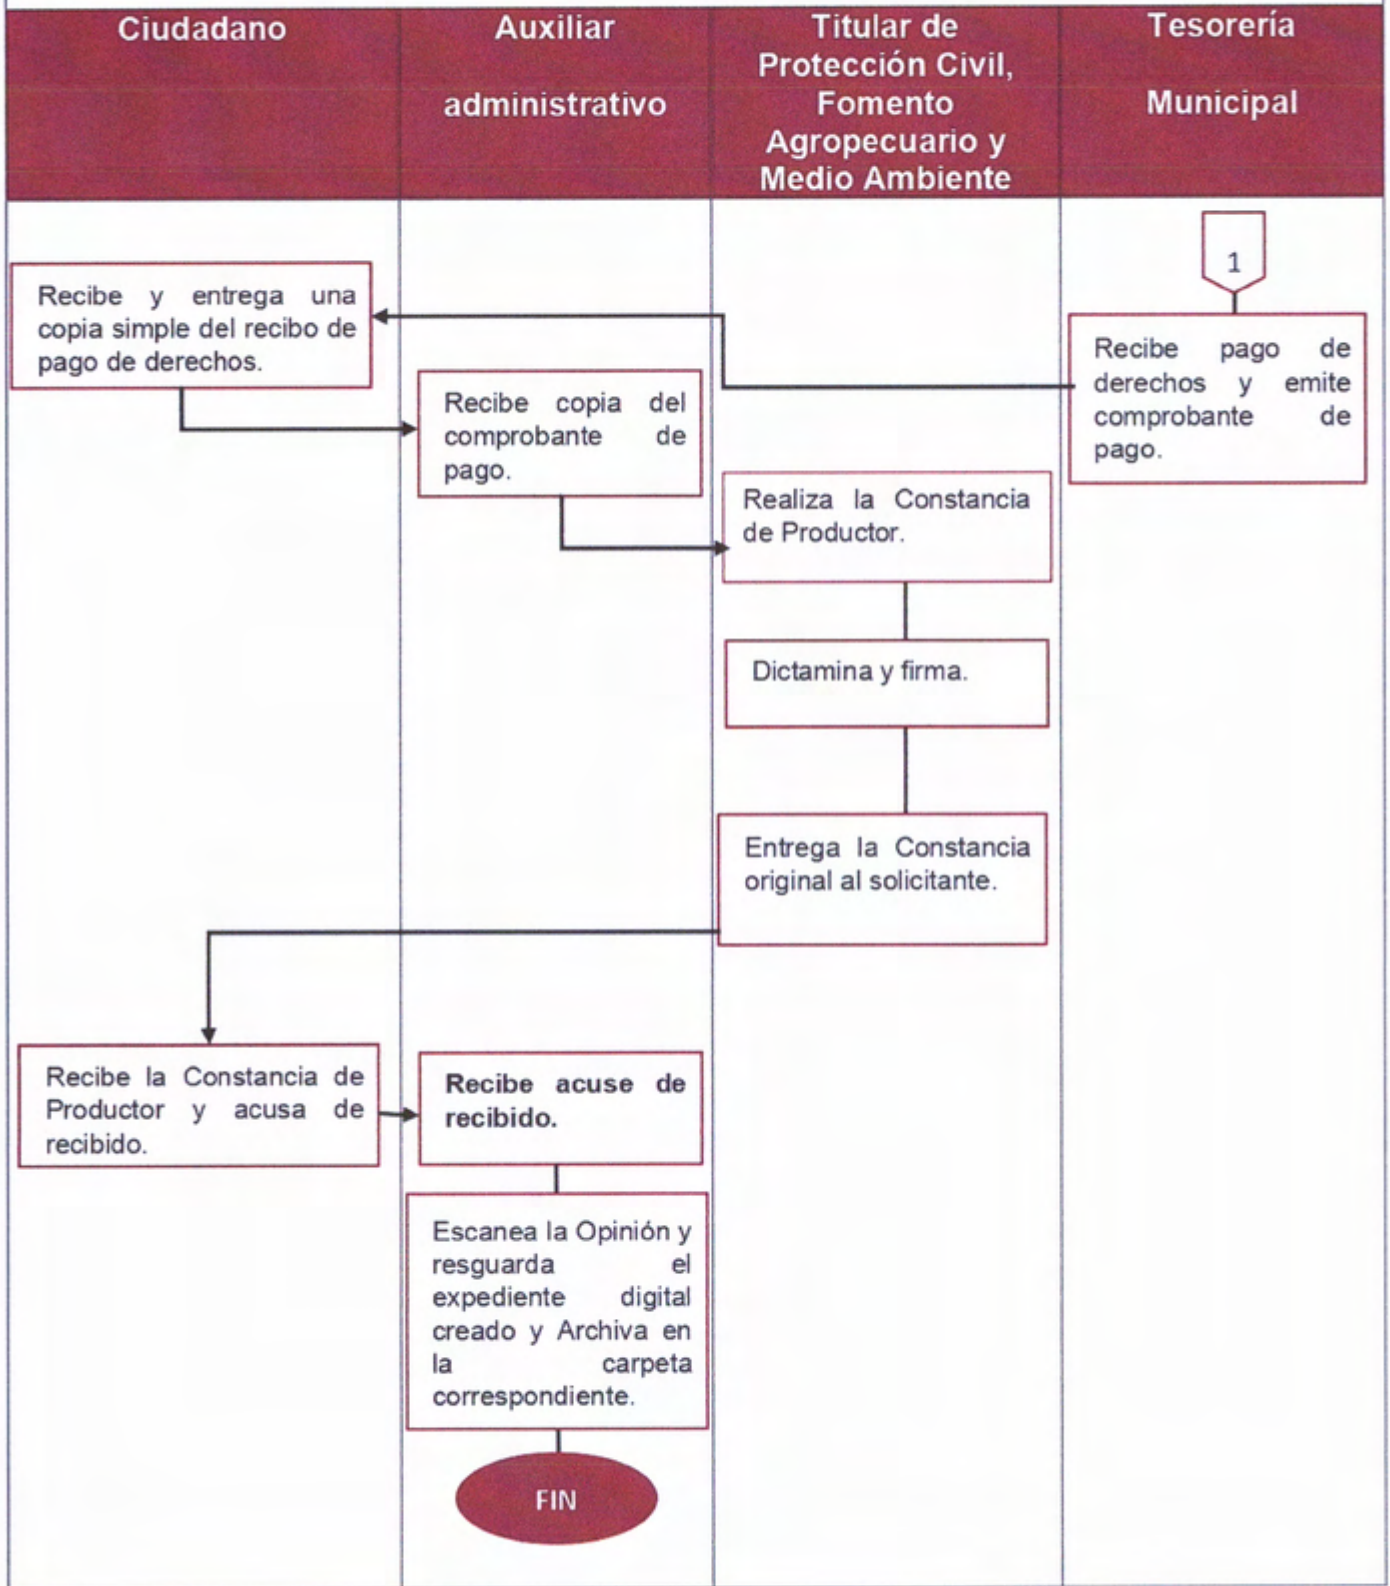 Ciudadano
Auxiliar
administrativo
Titular de
Protección Civil,
Fomento
Agropecuario y
Medio Ambiente
Tesorería
Municipal
1
Recibe pago de
derechos y emite
comprobante de
pago.
Recibe y entrega una
copia simple del recibo de
pago de derechos.
Recibe copia del
comprobante de
pago.
Realiza la Constancia
de Productor.
Dictamina y firma.
Entrega la Constancia
original al solicitante.
Recibe la Constancia de
Productor y acusa de
recibido.
Recibe acuse de
recibido.
Escanea la Opinión y
resguarda el
expediente digital
creado y Archiva en
la carpeta
correspondiente.
FIN